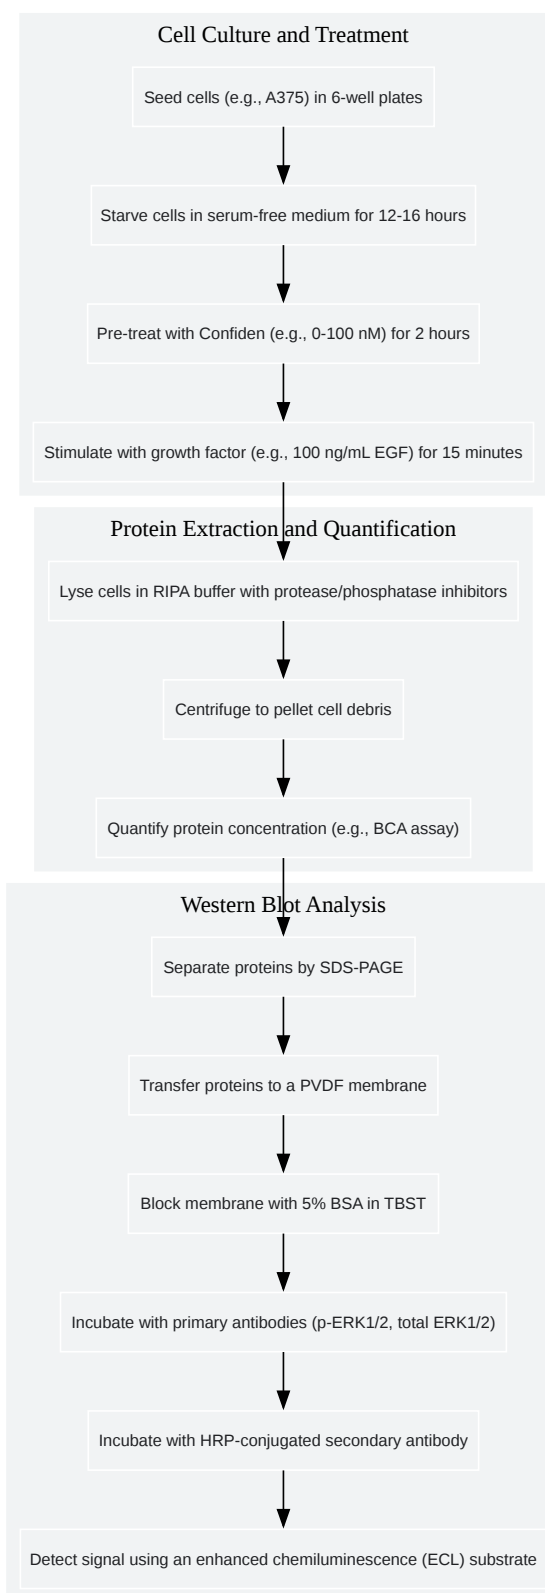 Cell Culture and Treatment
Seed cells (e.g., A375) in 6-well plates
Starve cells in serum-free medium for 12-16 hours
Pre-treat with Confiden (e.g., 0-100 nM) for 2 hours
Stimulate with growth factor (e.g., 100 ng/mL EGF) for 15 minutes
Protein Extraction and Quantification
Lyse cells in RIPA buffer with protease/phosphatase inhibitors
Centrifuge to pellet cell debris
Quantify protein concentration (e.g., BCA assay)
Western Blot Analysis
Separate proteins by SDS-PAGE
Transfer proteins to a PVDF membrane
Block membrane with 5% BSA in TBST
Incubate with primary antibodies (p-ERK1/2, total ERK1/2)
Incubate with HRP-conjugated secondary antibody
Detect signal using an enhanced chemiluminescence (ECL) substrate